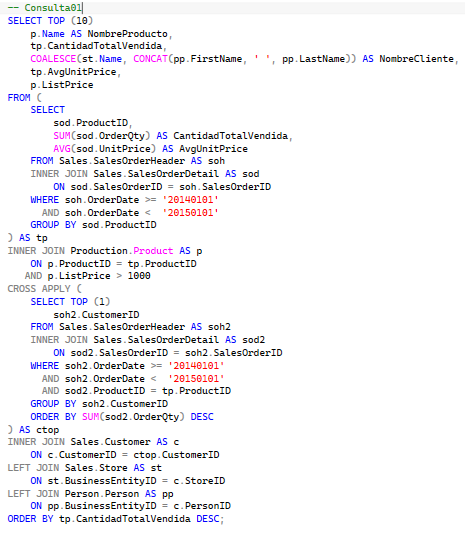 -- Consulta01
SELECT TOP (10)
    p.Name AS NombreProducto,
    tp.CantidadTotalVendida,
    COALESCE(st.Name, CONCAT(pp.FirstName, ' ', pp.LastName)) AS NombreCliente,
    tp.AvgUnitPrice,
    p.ListPrice
FROM (
    SELECT
        sod.ProductID,
        SUM(sod.OrderQty) AS CantidadTotalVendida,
        AVG(sod.UnitPrice) AS AvgUnitPrice
    FROM Sales.SalesOrderHeader AS soh
    INNER JOIN Sales.SalesOrderDetail AS sod
        ON sod.SalesOrderID = soh.SalesOrderID
    WHERE soh.OrderDate >= '20140101'
      AND soh.OrderDate <  '20150101'
    GROUP BY sod.ProductID
) AS tp
INNER JOIN Production.Product AS p
    ON p.ProductID = tp.ProductID
   AND p.ListPrice > 1000
CROSS APPLY (
    SELECT TOP (1)
        soh2.CustomerID
    FROM Sales.SalesOrderHeader AS soh2
    INNER JOIN Sales.SalesOrderDetail AS sod2
        ON sod2.SalesOrderID = soh2.SalesOrderID
    WHERE soh2.OrderDate >= '20140101'
      AND soh2.OrderDate <  '20150101'
      AND sod2.ProductID = tp.ProductID
    GROUP BY soh2.CustomerID
    ORDER BY SUM(sod2.OrderQty) DESC
) AS ctop
INNER JOIN Sales.Customer AS c
    ON c.CustomerID = ctop.CustomerID
LEFT JOIN Sales.Store AS st
    ON st.BusinessEntityID = c.StoreID
LEFT JOIN Person.Person AS pp
    ON pp.BusinessEntityID = c.PersonID
ORDER BY tp.CantidadTotalVendida DESC;